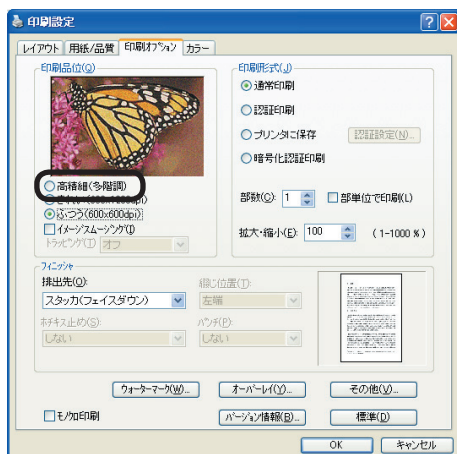 印刷設定
レイアウト 用紙/品質 印刷オプション カラー
印刷品位(Q)
高精細(多階調)
ふつう(600x600dpi)
イメージスムージング(I)
トラッピング(T) オフ
印刷形式(J)
通常印刷
認証印刷
プリンタに保存 認証設定(N)...
暗号化認証印刷
部数(C): 1 部単位で印刷(L)
拡大・縮小(E): 100 (1-1000 %)
フィニッシャ
排出先(O): 綴じ位置(T):
スタッカ(フェイスダウン) 左端
ホチキス止め(S): パンチ(P):
しない しない
ウォーターマーク(W)... オーバーレイ(Y)... その他(V)...
モノクロ印刷 バージョン情報(B)... 標準(D)
OK キャンセル